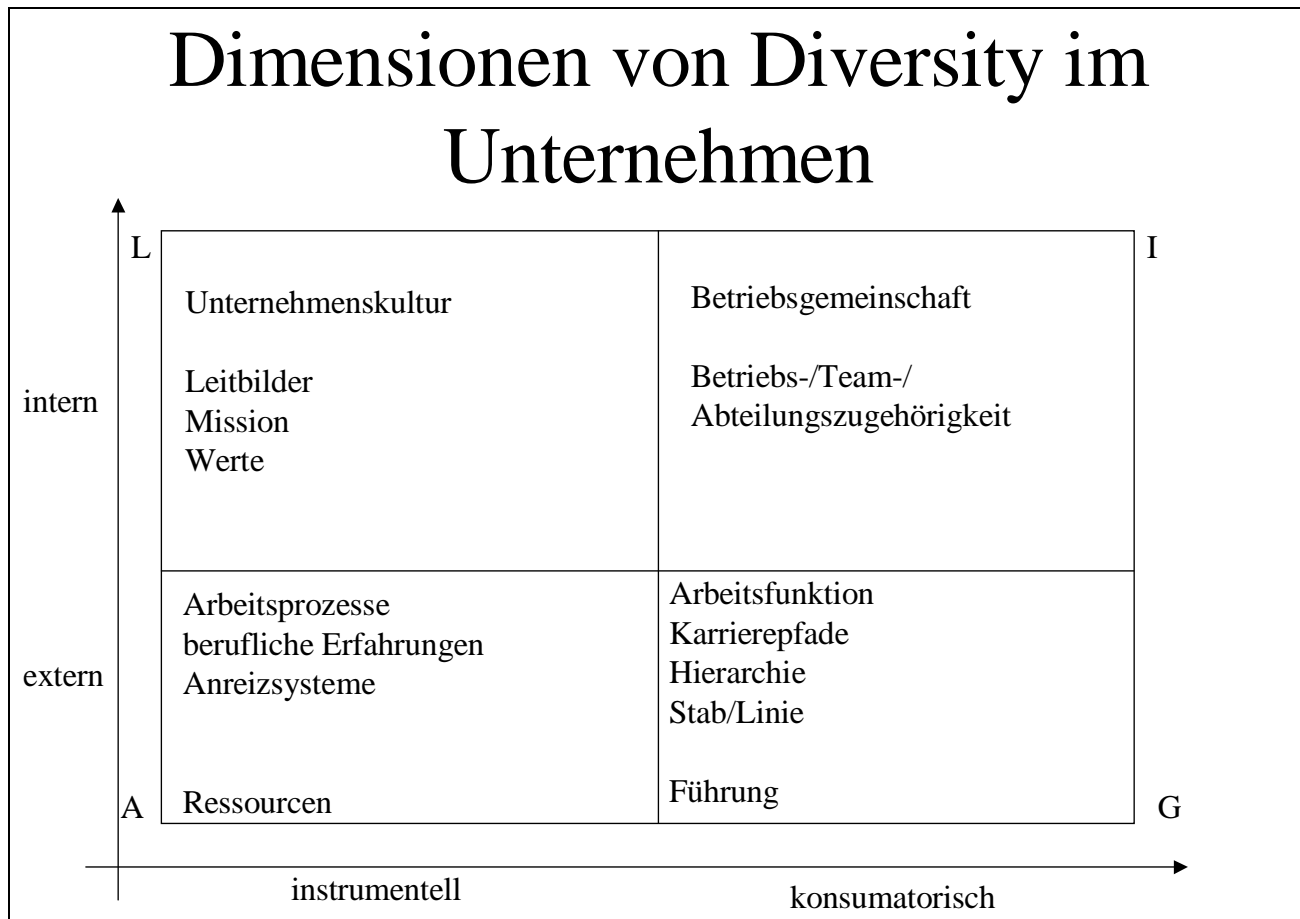 Dimensionen von Diversity im
Unternehmen
L
I
Unternehmenskultur
Leitbilder
Mission
Werte
Betriebsgemeinschaft
Betriebs-/Team-/
Abteilungszugehörigkeit
intern
extern
Arbeitsprozesse
berufliche Erfahrungen
Anreizsysteme
Ressourcen
Arbeitsfunktion
Karrierepfade
Hierarchie
Stab/Linie
Führung
A
G
instrumentell
konsumatorisch